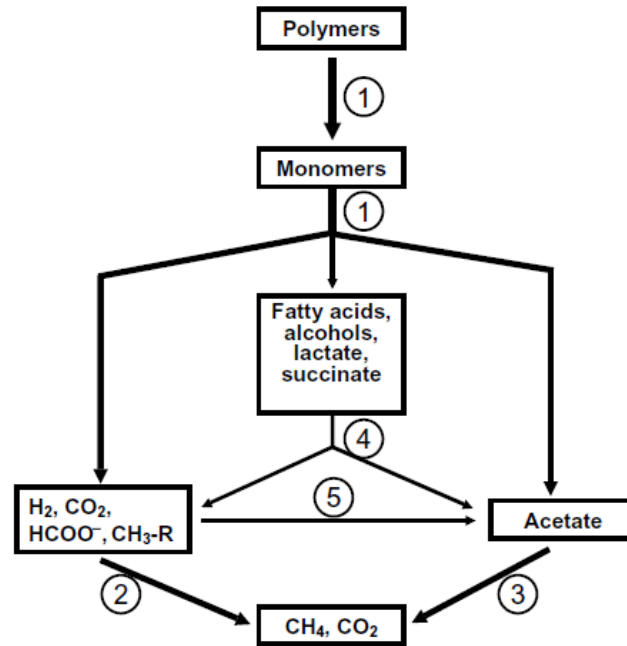 Polymers
1
Monomers
1
Fatty acids,
alcohols,
lactate,
succinate
4
5
H₂, CO₂,
HCOO⁻, CH₃-R
Acetate
2
3
CH₄, CO₂